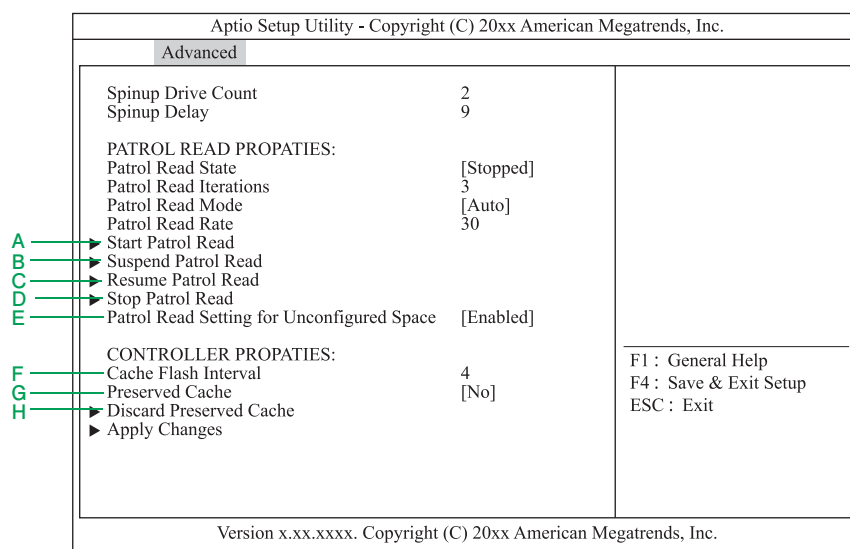 Aptio Setup Utility - Copyright (C) 20xx American Megatrends, Inc.
Advanced
Spinup Drive Count 2
Spinup Delay 9
PATROL READ PROPATIES:
Patrol Read State [Stopped]
Patrol Read Iterations 3
Patrol Read Mode [Auto]
Patrol Read Rate 30
A ▶ Start Patrol Read
B ▶ Suspend Patrol Read
C ▶ Resume Patrol Read
D ▶ Stop Patrol Read
E Patrol Read Setting for Unconfigured Space [Enabled]
CONTROLLER PROPATIES:
F Cache Flash Interval 4
G Preserved Cache [No]
H ▶ Discard Preserved Cache
▶ Apply Changes
F1 : General Help
F4 : Save & Exit Setup
ESC : Exit
Version x.xx.xxxx. Copyright (C) 20xx American Megatrends, Inc.